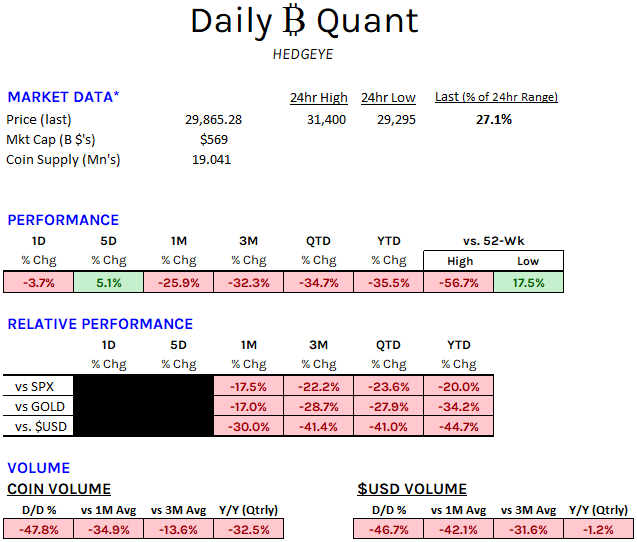 Daily ₿ Quant
HEDGEYE
MARKET DATA* 24hr High 24hr Low Last (% of 24hr Range)
Price (last) 29,865.28 31,400 29,295 27.1%
Mkt Cap (B $'s) $569
Coin Supply (Mn's) 19.041
PERFORMANCE
1D 5D 1M 3M QTD YTD vs. 52-Wk
% Chg % Chg % Chg % Chg % Chg % Chg High Low
-3.7% 5.1% -25.9% -32.3% -34.7% -35.5% -56.7% 17.5%
RELATIVE PERFORMANCE
1D 5D 1M 3M QTD YTD
% Chg % Chg % Chg % Chg % Chg % Chg
vs SPX -17.5% -22.2% -23.6% -20.0%
vs GOLD -17.0% -28.7% -27.9% -34.2%
vs. $USD -30.0% -41.4% -41.0% -44.7%
VOLUME
COIN VOLUME $USD VOLUME
D/D % vs 1M Avg vs 3M Avg Y/Y (Qtrly) D/D % vs 1M Avg vs 3M Avg Y/Y (Qtrly)
-47.8% -34.9% -13.6% -32.5% -46.7% -42.1% -31.6% -1.2%